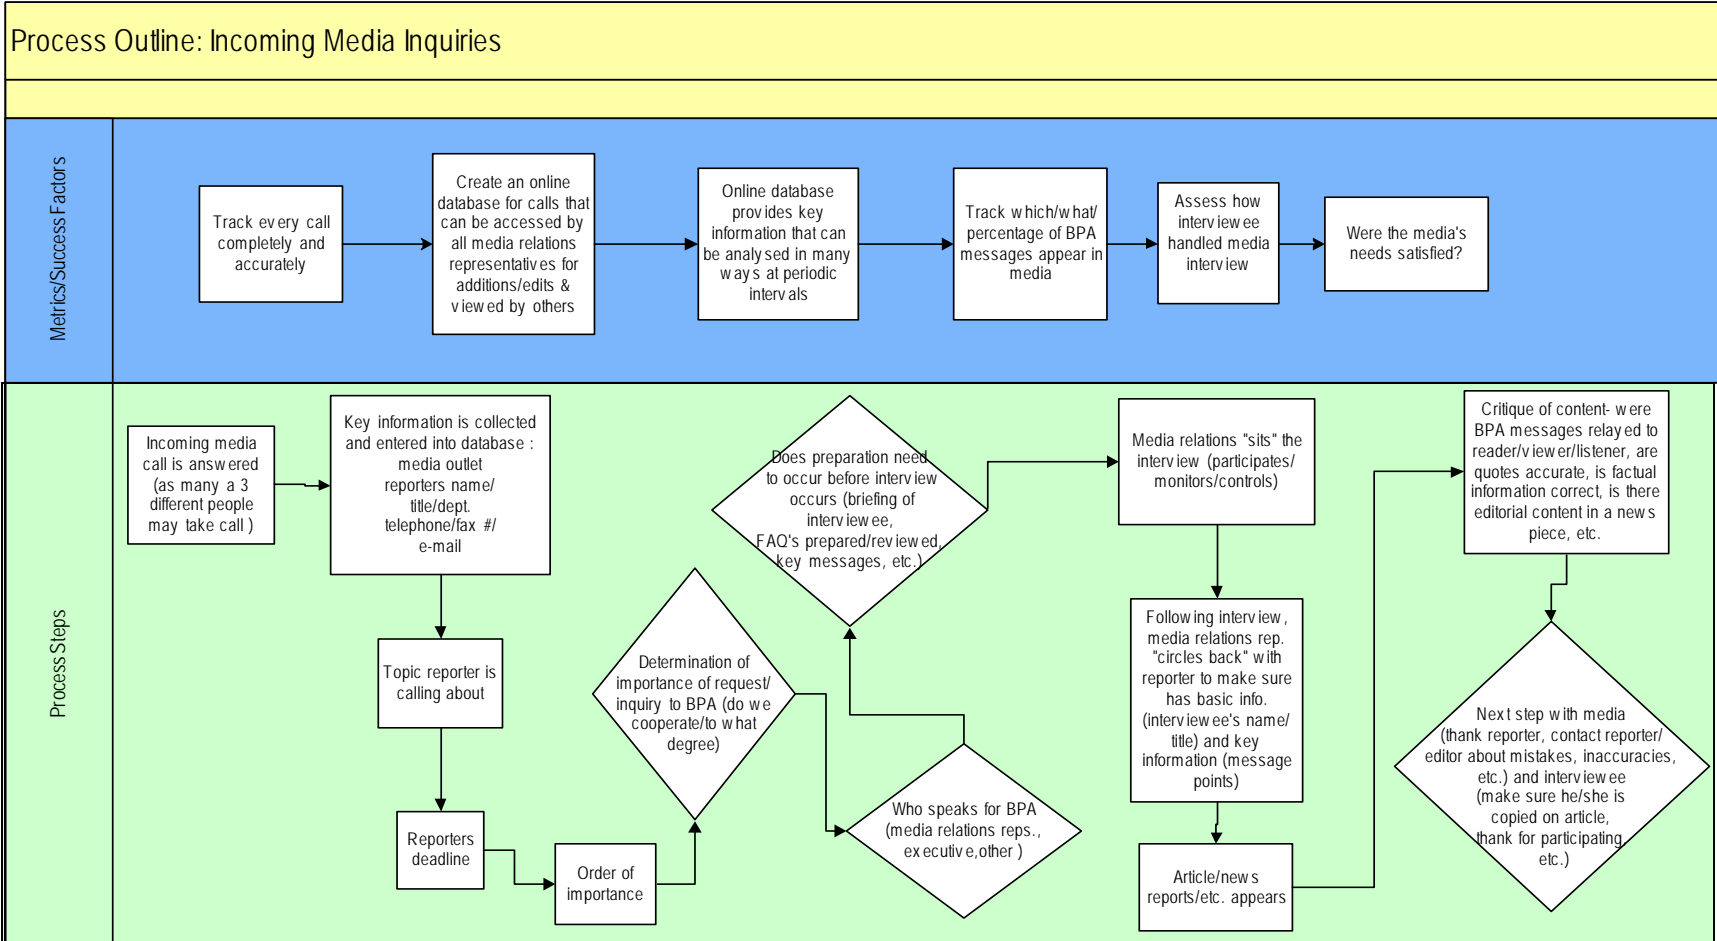 Process Outline: Incoming Media Inquiries
Metrics/Success Factors
Track every call
completely and
accurately
Create an online
database for calls that
can be accessed by
all media relations
representatives for
additions/edits &
viewed by others
Online database
provides key
information that can
be analysed in many
ways at periodic
intervals
Track which/what/
percentage of BPA
messages appear in
media
Assess how
interviewee
handled media
interview
Were the media's
needs satisfied?
Process Steps
Incoming media
call is answered
(as many a 3
different people
may take call )
Key information is collected
and entered into database :
media outlet
reporters name/
title/dept.
telephone/fax #/
e-mail
Topic reporter is
calling about
Reporters
deadline
Order of
importance
Determination of
importance of request/
inquiry to BPA (do we
cooperate/to what
degree)
Who speaks for BPA
(media relations reps.,
executive,other )
Does preparation need
to occur before interview
occurs (briefing of
interviewee,
FAQ's prepared/reviewed,
key messages, etc.)
Media relations "sits" the
interview (participates/
monitors/controls)
Following interview,
media relations rep.
"circles back" with
reporter to make sure
has basic info.
(interviewee's name/
title) and key
information (message
points)
Article/news
reports/etc. appears
Critique of content- were
BPA messages relayed to
reader/viewer/listener, are
quotes accurate, is factual
information correct, is there
editorial content in a news
piece, etc.
Next step with media
(thank reporter, contact reporter/
editor about mistakes, inaccuracies,
etc.) and interviewee
(make sure he/she is
copied on article,
thank for participating,
etc.)